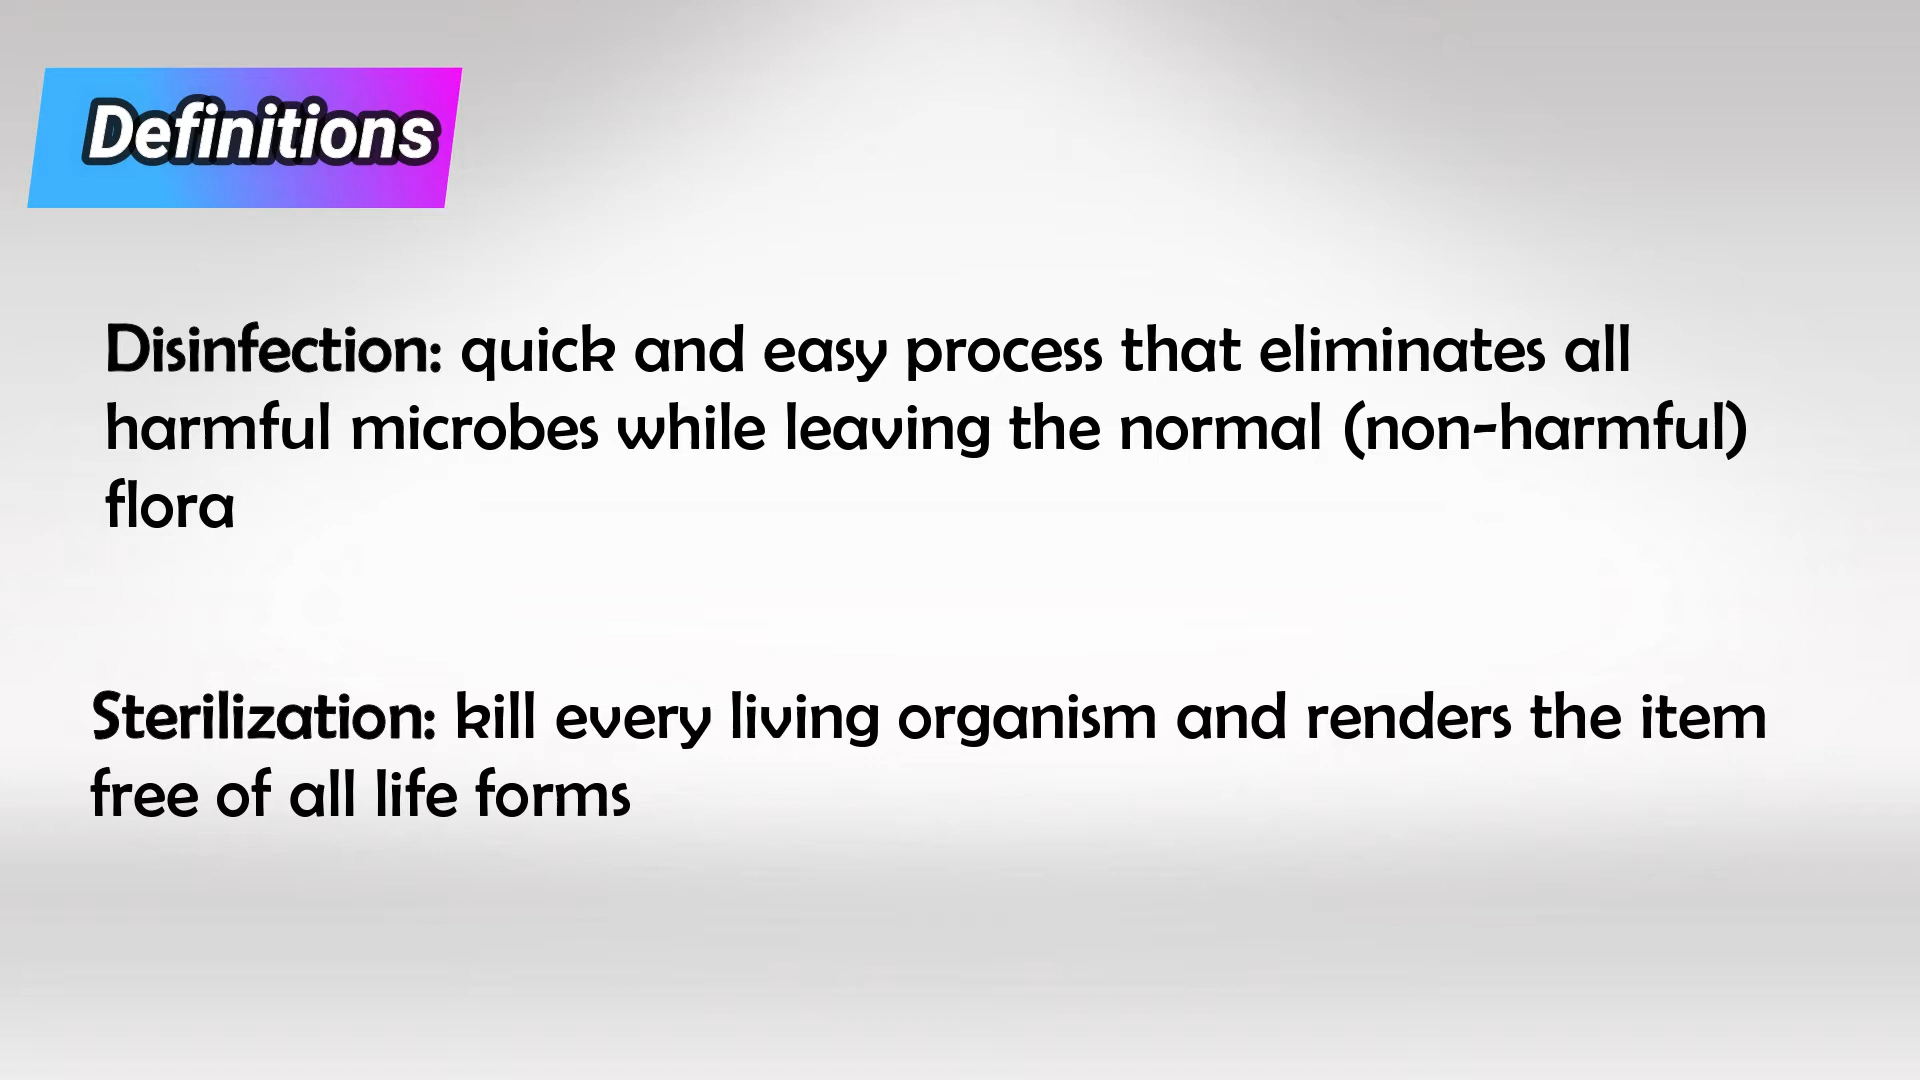 Definitions
Disinfection: quick and easy process that eliminates all
harmful microbes while leaving the normal (non-harmful)
flora
Sterilization: kill every living organism and renders the item
free of all life forms